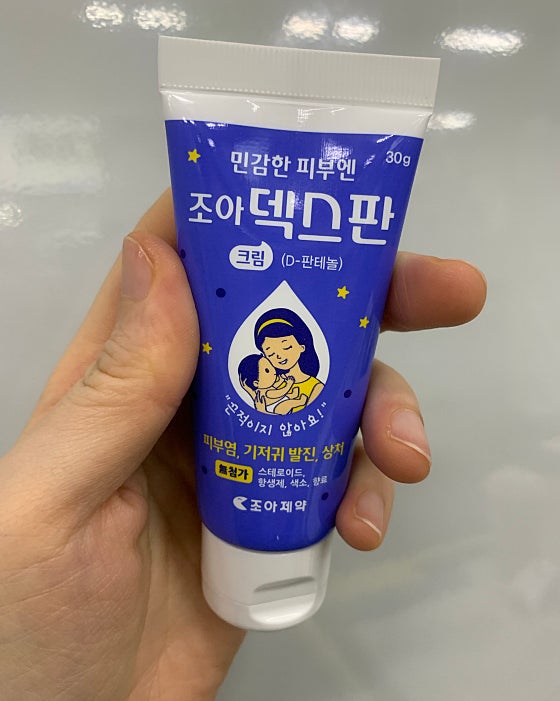 민감한 피부엔
30g
조아덱스판
크림 (D-판테놀)
"끈적이지 않아요!"
피부염, 기저귀 발진, 상처
無첨가 스테로이드,
항생제, 색소, 향료
조아제약